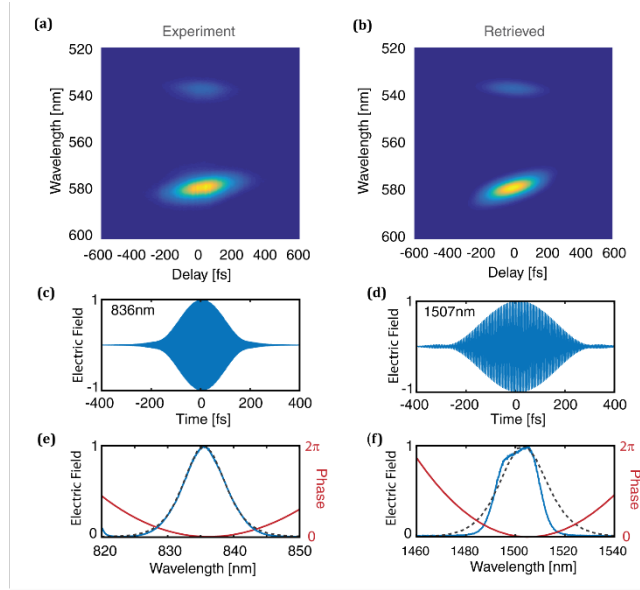 (a) Experiment (b) Retrieved
520 520
540 540
560 560
580 580
600 600
Wavelength [nm] Wavelength [nm]
-600 -400 -200 0 200 400 600 -600 -400 -200 0 200 400 600
Delay [fs] Delay [fs]
(c) (d)
1 1
836nm 1507nm
Electric Field Electric Field
-1 -1
-400 -200 0 200 400 -400 -200 0 200 400
Time [fs] Time [fs]
(e) (f)
1 2π 1 2π
Electric Field Phase Electric Field Phase
0 0 0 0
820 830 840 850 1460 1480 1500 1520 1540
Wavelength [nm] Wavelength [nm]